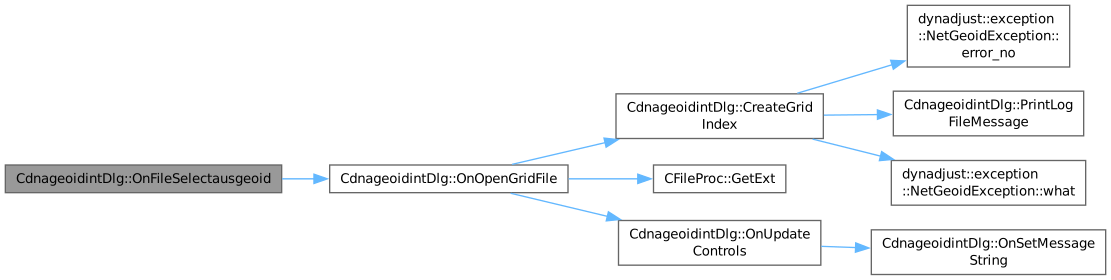 CdnageoidintDlg::OnFileSelectausgeoid
CdnageoidintDlg::OnOpenGridFile
CdnageoidintDlg::CreateGrid
Index
CFileProc::GetExt
CdnageoidintDlg::OnUpdate
Controls
dynadjust::exception
::NetGeoidException::
error_no
CdnageoidintDlg::PrintLog
FileMessage
dynadjust::exception
::NetGeoidException::what
CdnageoidintDlg::OnSetMessage
String